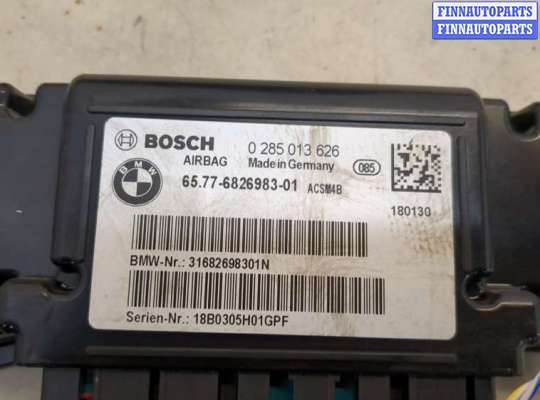 FINNAUTOPARTS
FINNAUTOPARTS
BOSCH 0 285 013 626
AIRBAG Made in Germany 085
BMW 65.77-6826983-01 ACSM4B
180130
BMW-Nr.: 31682698301N
Serien-Nr.: 18B0305H01GPF